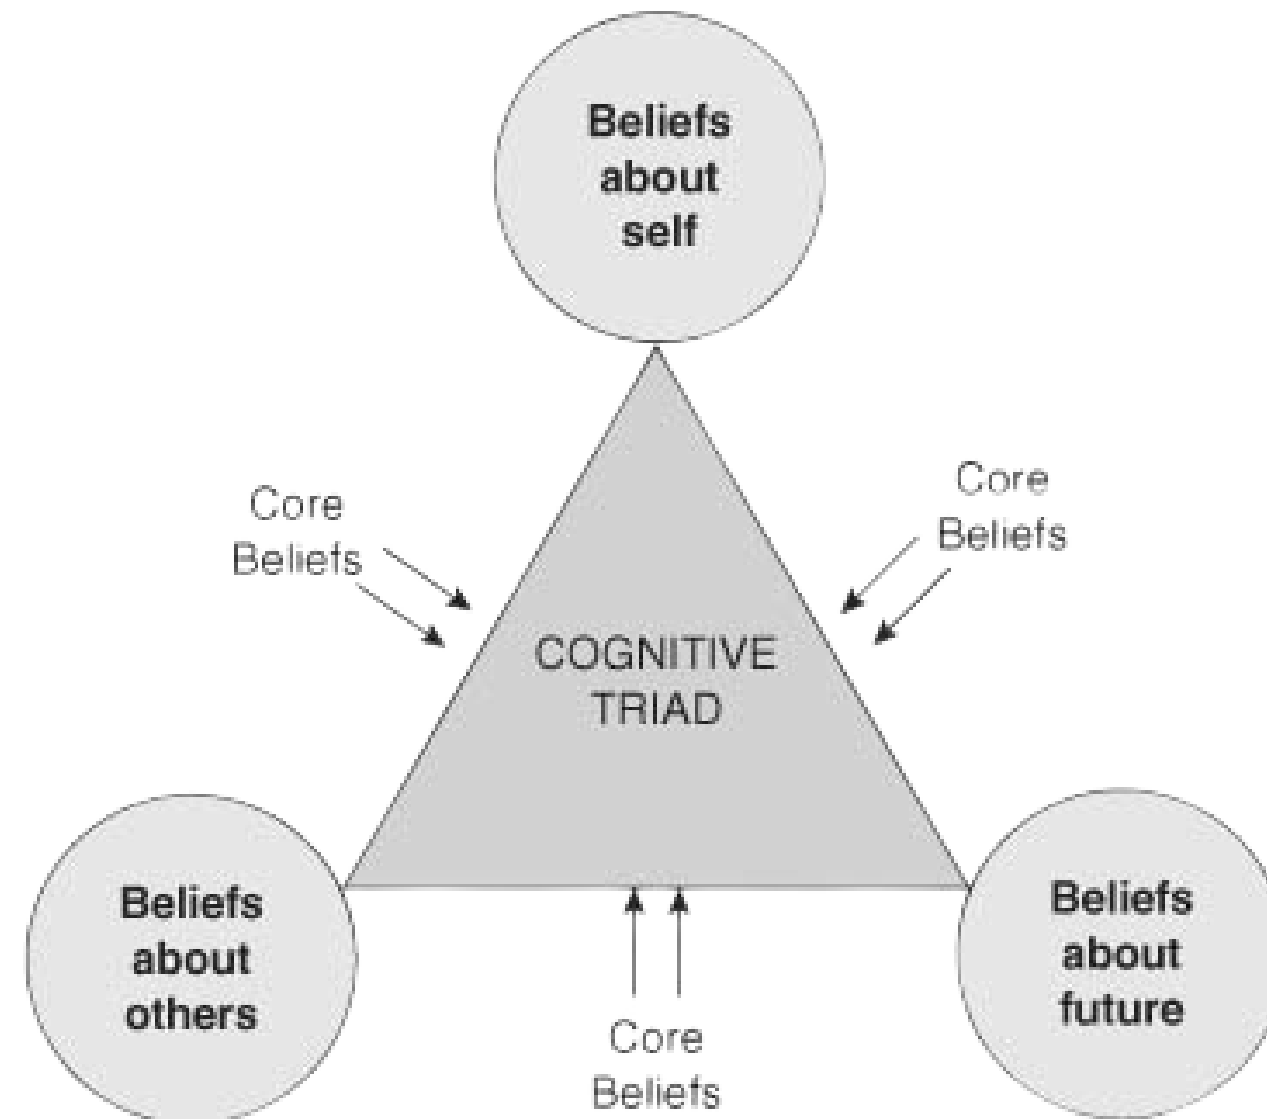 Beliefs
about
self
Core
Beliefs
Core
Beliefs
COGNITIVE
TRIAD
Beliefs
about
others
Beliefs
about
future
Core
Beliefs